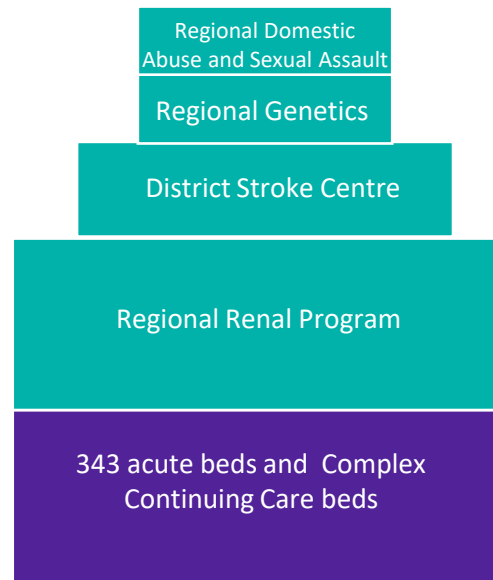 Regional Domestic
Abuse and Sexual Assault
Regional Genetics
District Stroke Centre
Regional Renal Program
343 acute beds and  Complex
Continuing Care beds